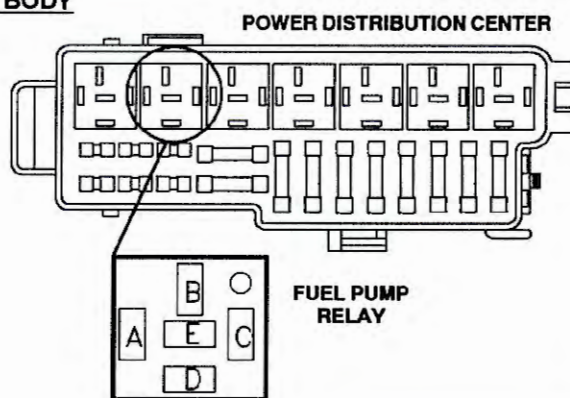 BODY
POWER DISTRIBUTION CENTER
B
A E C
D
FUEL PUMP
RELAY